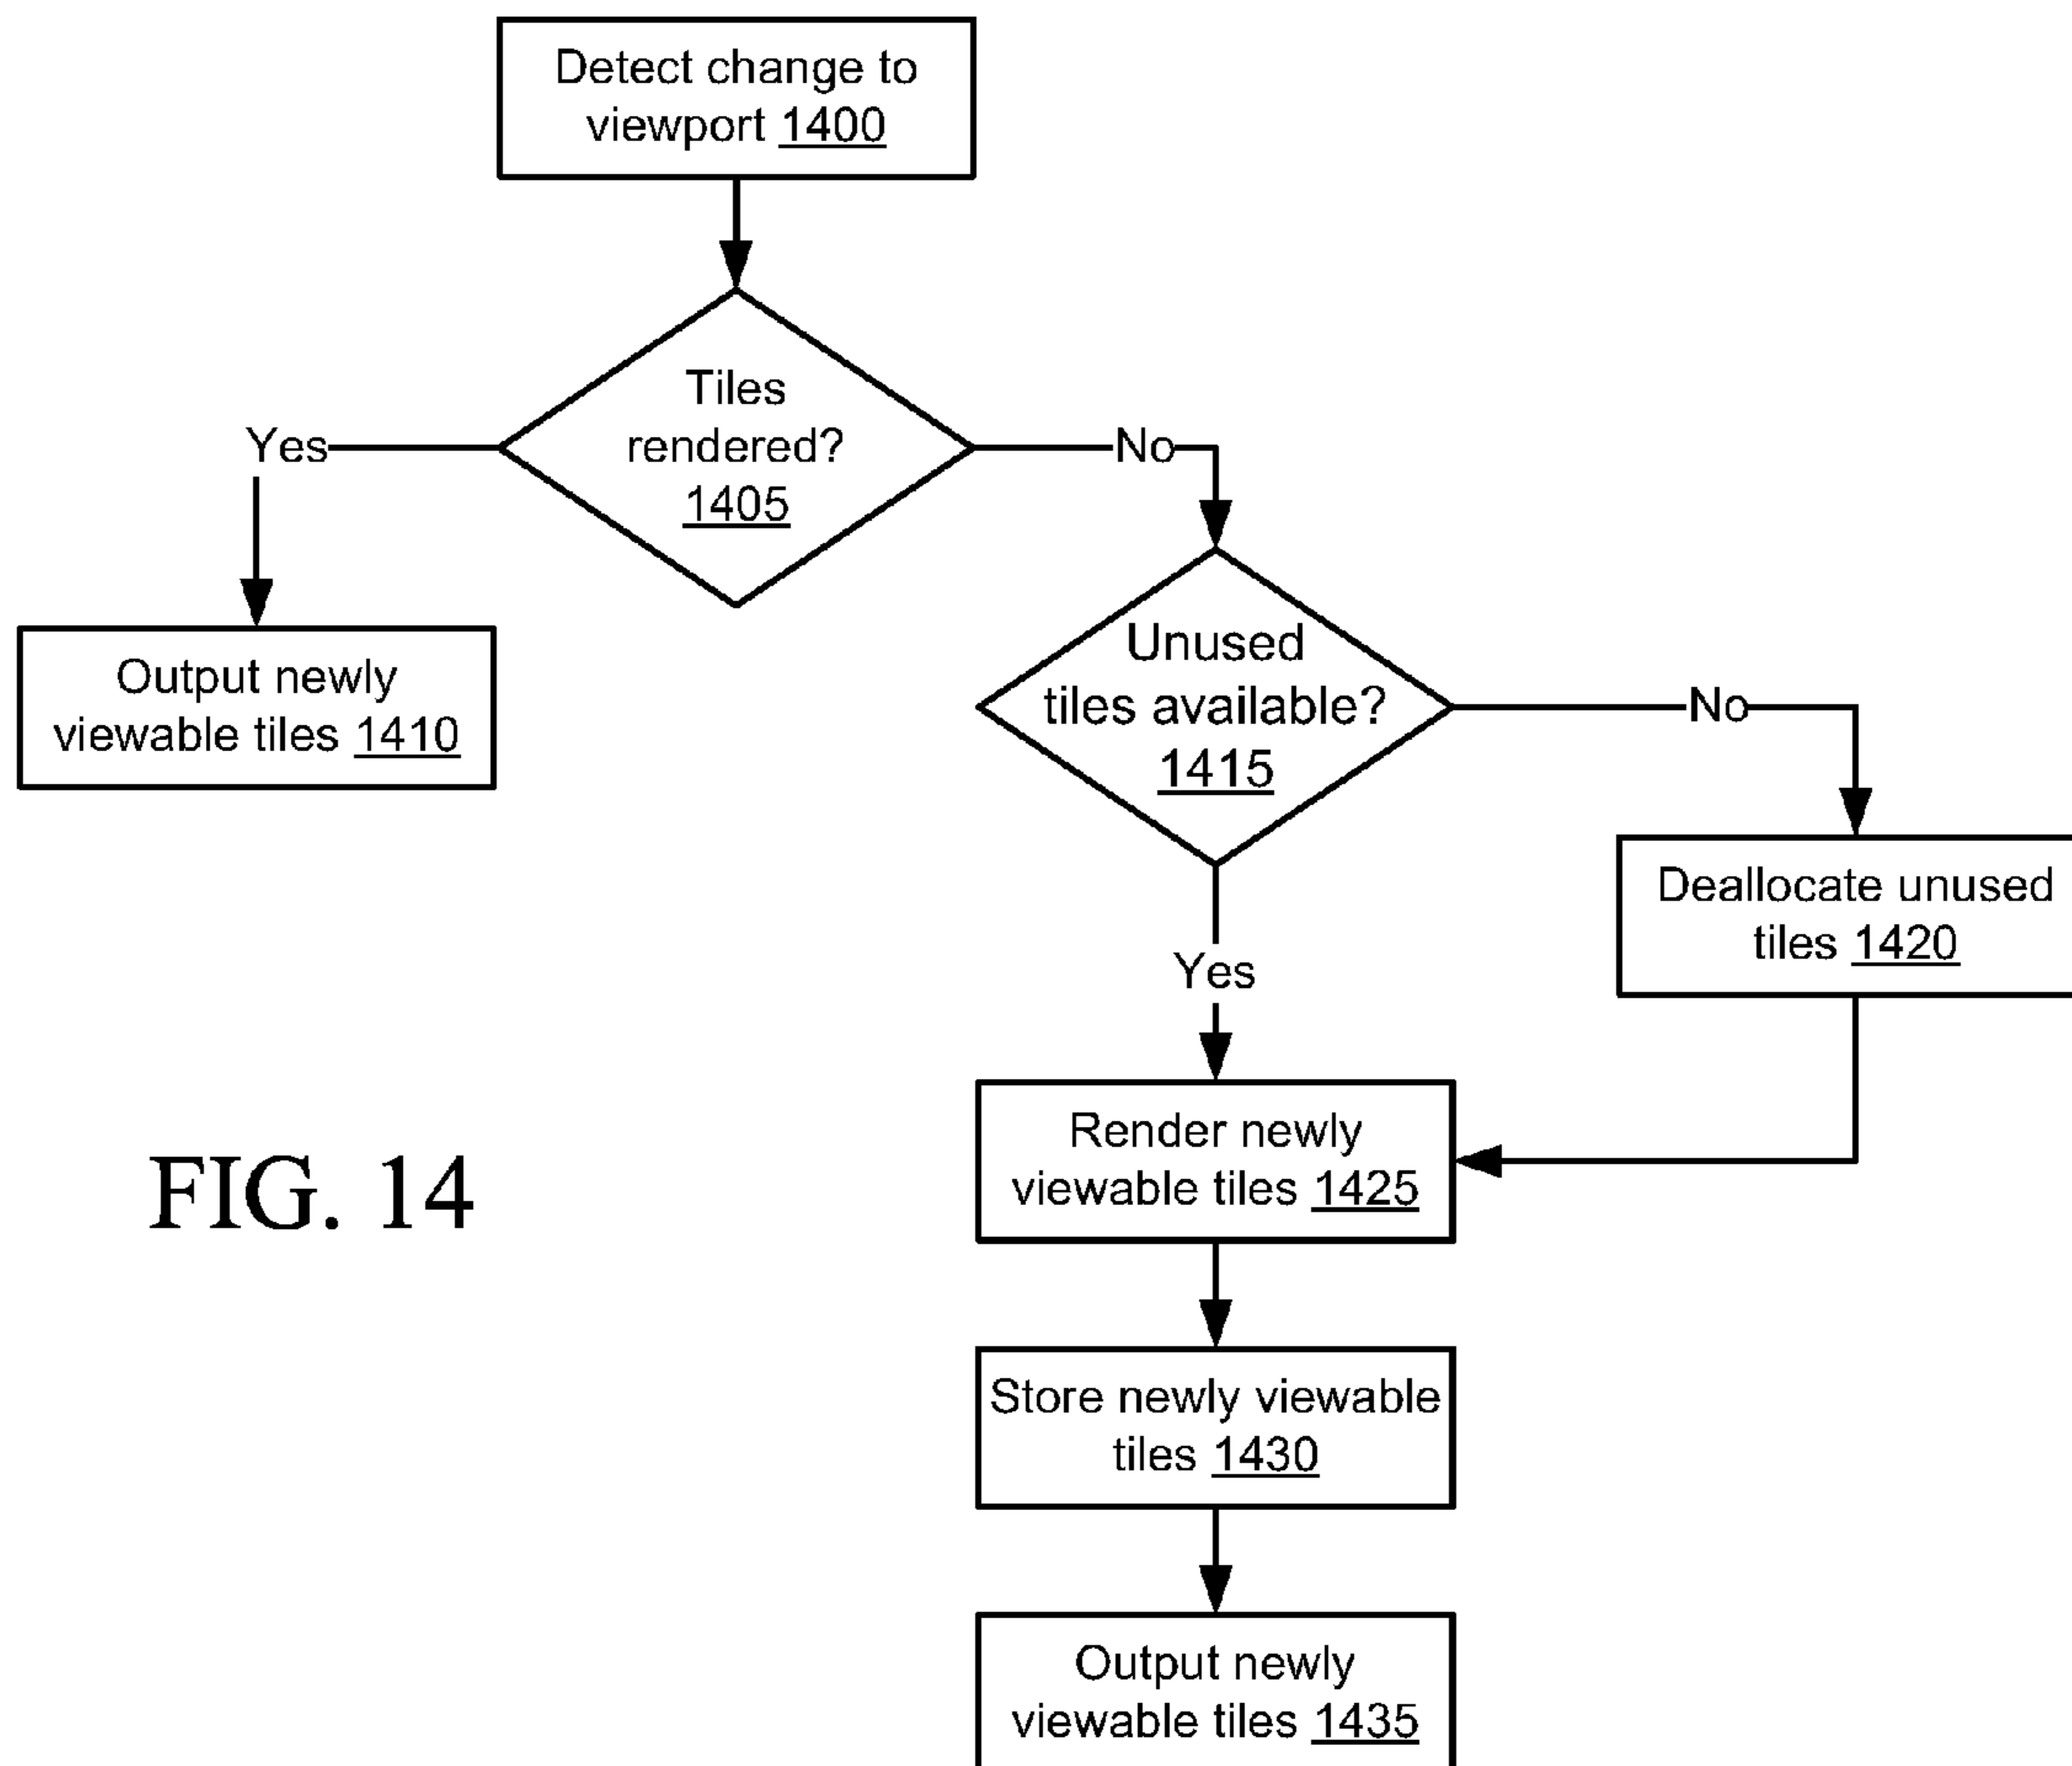 Detect change to
viewport 1400
Tiles
rendered?
1405
Yes
No
Output newly
viewable tiles 1410
Unused
tiles available?
1415
No
Yes
Deallocate unused
tiles 1420
Render newly
viewable tiles 1425
Store newly viewable
tiles 1430
Output newly
viewable tiles 1435
FIG. 14